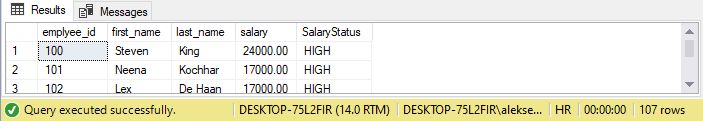 Results Messages
emplyee_id first_name last_name salary SalaryStatus
1 100 Steven King 24000.00 HIGH
2 101 Neena Kochhar 17000.00 HIGH
3 102 Lex De Haan 17000.00 HIGH
Query executed successfully. DESKTOP-75L2FIR (14.0 RTM) DESKTOP-75L2FIR\alekse... HR 00:00:00 107 rows